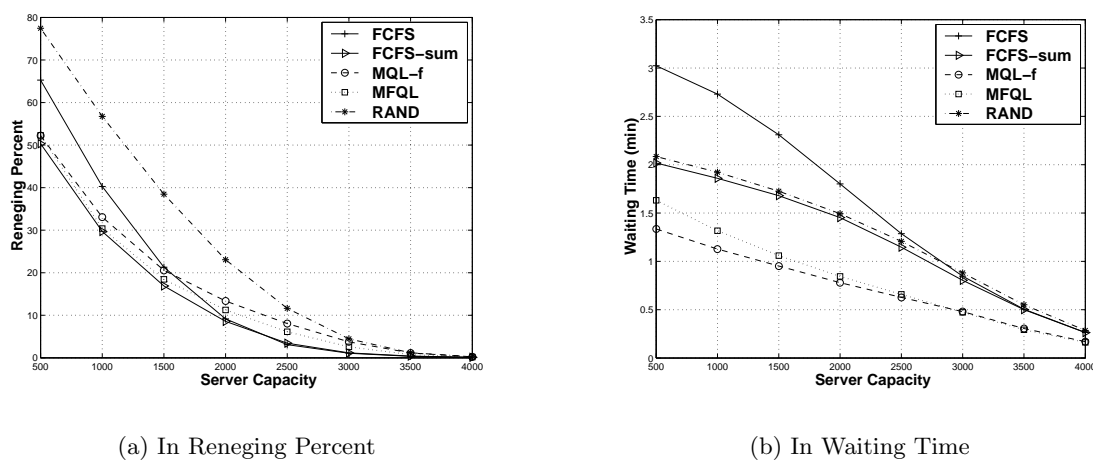 80
70
60
50
40
30
20
10
0
Reneging Percent
500
1000
1500
2000
2500
3000
3500
4000
Server Capacity
FCFS
FCFS-sum
MQL-f
MFQL
RAND
(a) In Reneging Percent
3.5
3
2.5
2
1.5
1
0.5
0
Waiting Time (min)
500
1000
1500
2000
2500
3000
3500
4000
Server Capacity
FCFS
FCFS-sum
MQL-f
MFQL
RAND
(b) In Waiting Time